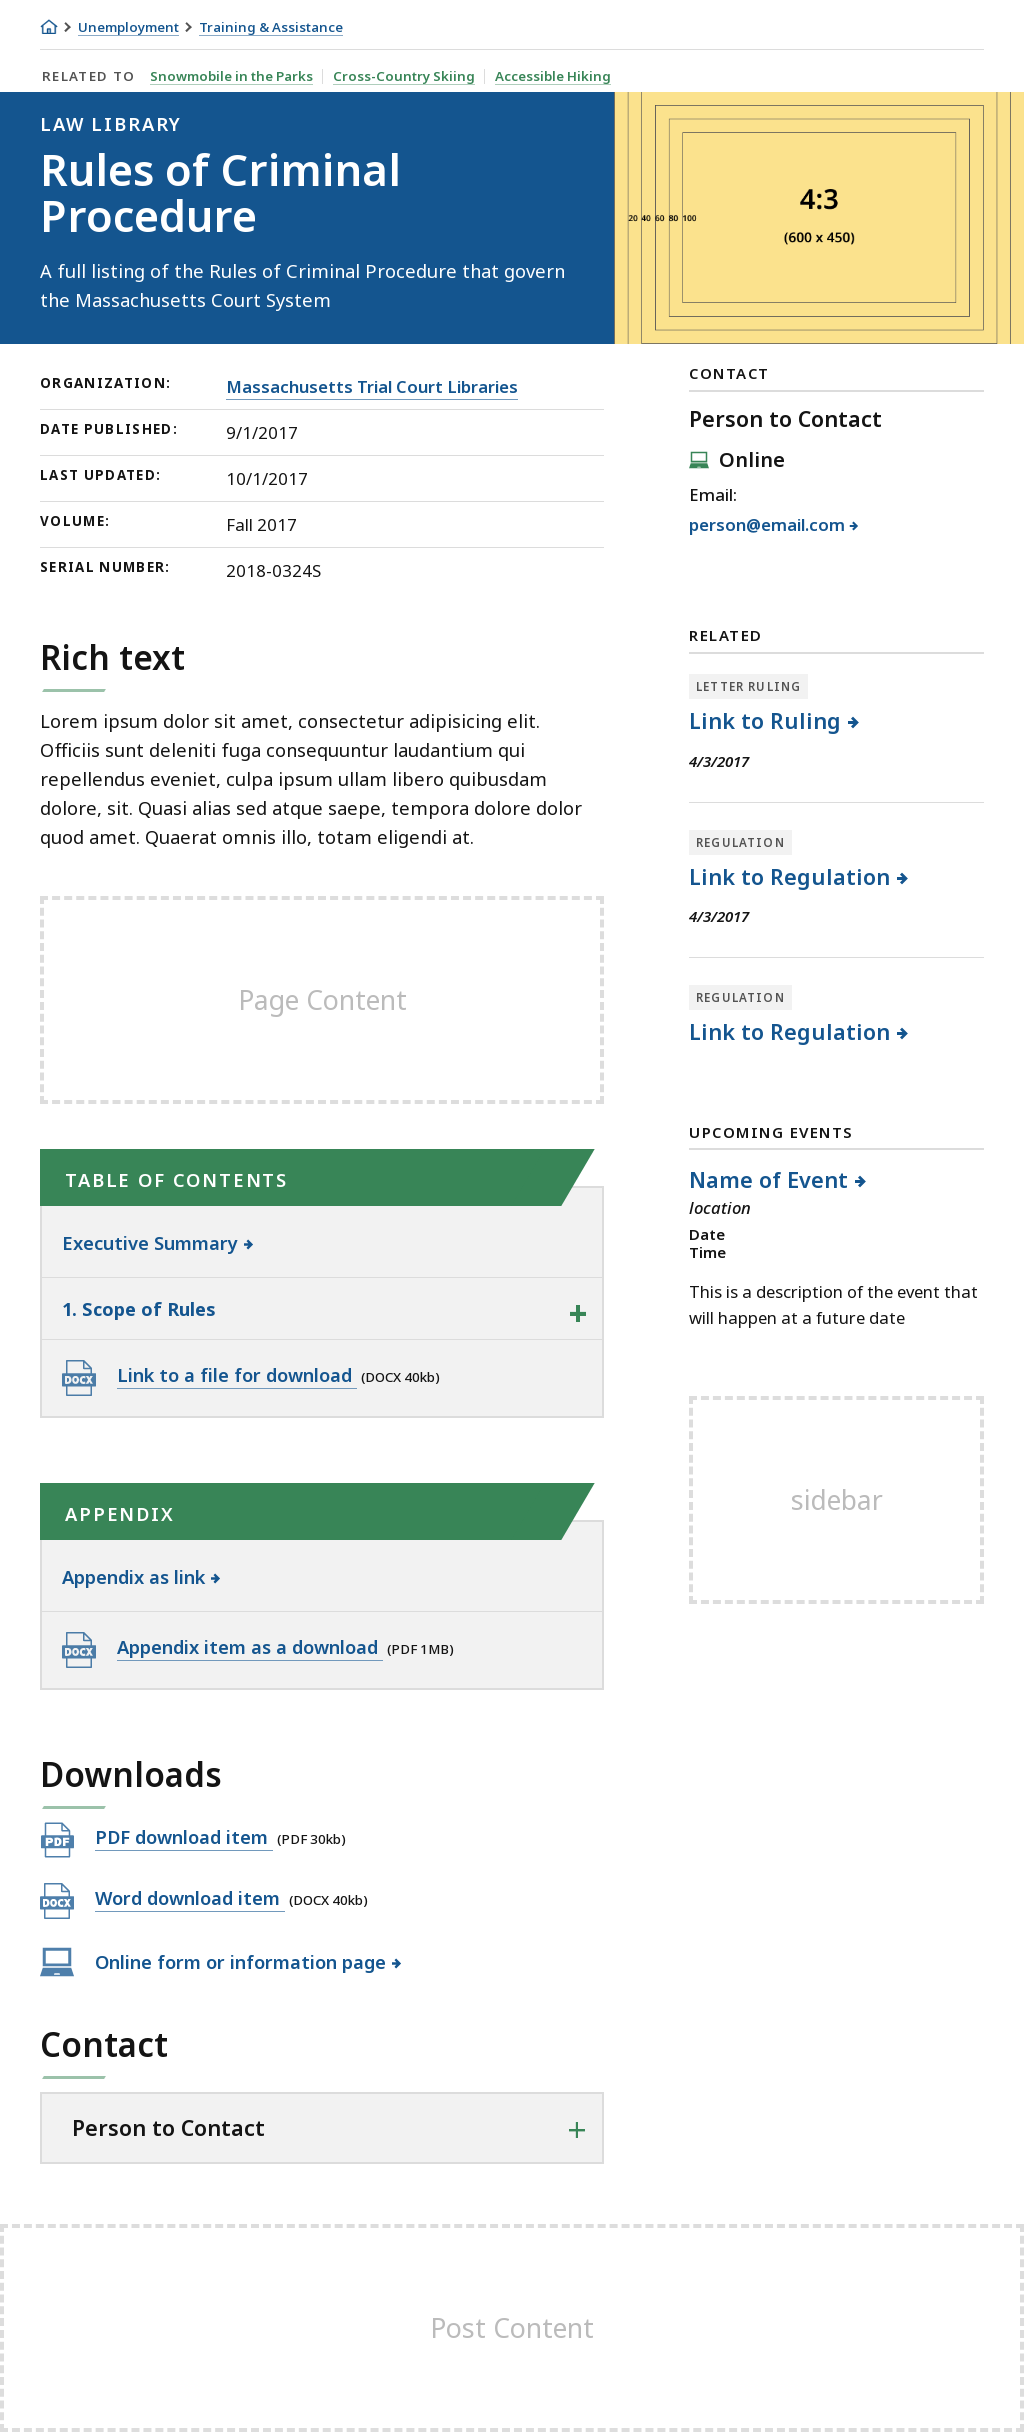 Unemployment Training & Assistance
RELATED TO Snowmobile in the Parks Cross-Country Skiing Accessible Hiking
LAW LIBRARY
Rules of Criminal
Procedure
A full listing of the Rules of Criminal Procedure that govern
the Massachusetts Court System
20 40 60 80 100
4:3
(600 x 450)
ORGANIZATION: Massachusetts Trial Court Libraries
DATE PUBLISHED: 9/1/2017
LAST UPDATED: 10/1/2017
VOLUME: Fall 2017
SERIAL NUMBER: 2018-0324S
Rich text
Lorem ipsum dolor sit amet, consectetur adipisicing elit.
Officiis sunt deleniti fuga consequuntur laudantium qui
repellendus eveniet, culpa ipsum ullam libero quibusdam
dolore, sit. Quasi alias sed atque saepe, tempora dolore dolor
quod amet. Quaerat omnis illo, totam eligendi at.
Page Content
TABLE OF CONTENTS
Executive Summary
1. Scope of Rules
DOCX Link to a file for download (DOCX 40kb)
APPENDIX
Appendix as link
DOCX Appendix item as a download (PDF 1MB)
Downloads
PDF PDF download item (PDF 30kb)
DOCX Word download item (DOCX 40kb)
Online form or information page
Contact
Person to Contact
CONTACT
Person to Contact
Online
Email:
person@email.com
RELATED
LETTER RULING
Link to Ruling
4/3/2017
REGULATION
Link to Regulation
4/3/2017
REGULATION
Link to Regulation
UPCOMING EVENTS
Name of Event
location
Date
Time
This is a description of the event that
will happen at a future date
sidebar
Post Content